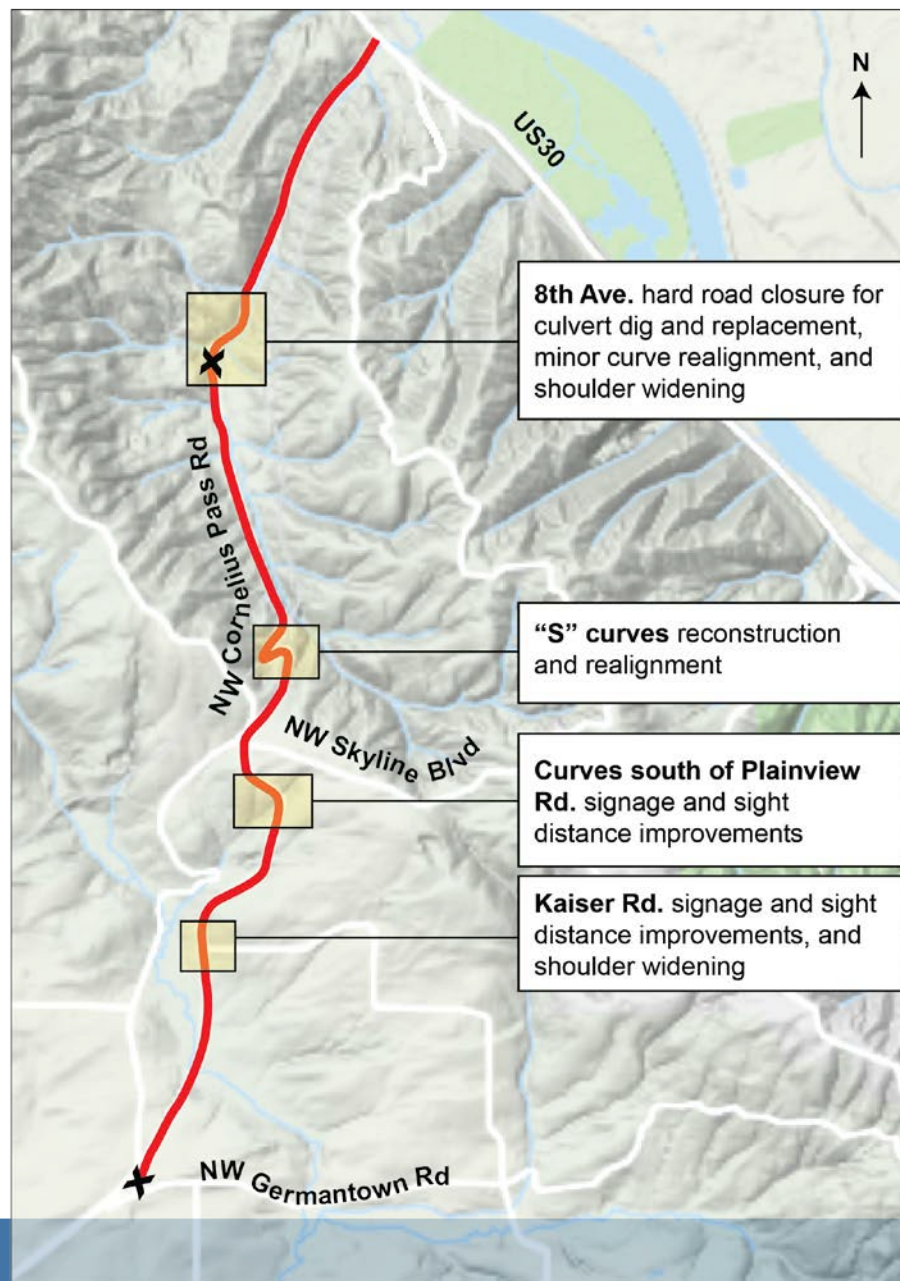 N
US30
8th Ave. hard road closure for
culvert dig and replacement,
minor curve realignment, and
shoulder widening
NW Cornelius Pass Rd
“S” curves reconstruction
and realignment
NW Skyline Blvd
Curves south of Plainview
Rd. signage and sight
distance improvements
Kaiser Rd. signage and sight
distance improvements, and
shoulder widening
NW Germantown Rd